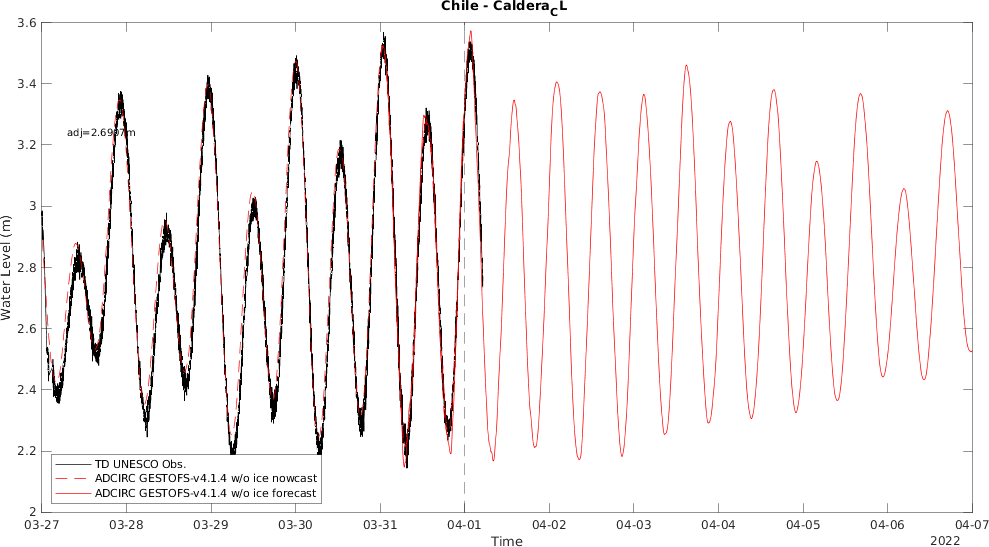 Chile - Caldera_CL
3.6
3.4
3.2
3
2.8
2.6
2.4
2.2
2
Water Level (m)
adj=2.6997m
TD UNESCO Obs.
ADCIRC GESTOFS-v4.1.4 w/o ice nowcast
ADCIRC GESTOFS-v4.1.4 w/o ice forecast
03-27 03-28 03-29 03-30 03-31 04-01 04-02 04-03 04-04 04-05 04-06 04-07
Time
2022